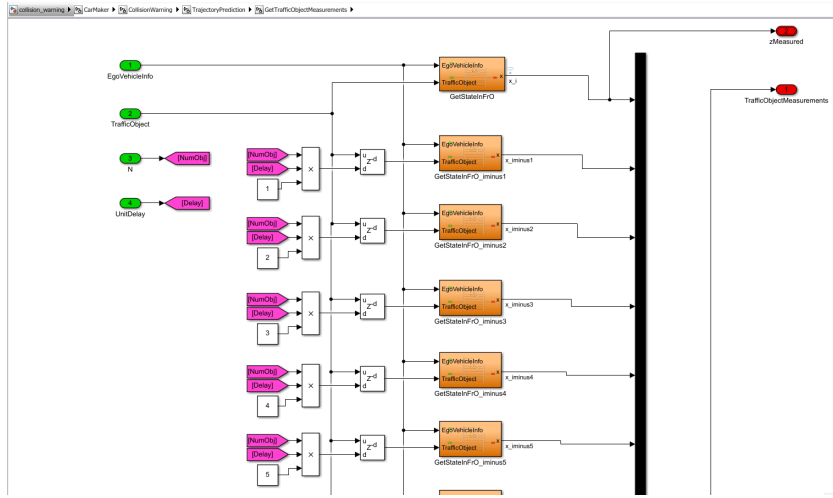 collision_warning CarMaker CollisionWarning TrajectoryPrediction GetTrafficObjectMeasurements
zMeasured
1
EgoVehicleInfo
EgoVehicleInfo
TrafficObject
x
x_i
GetStateInFrO
1
TrafficObjectMeasurements
2
TrafficObject
3
[NumObj]
N
[NumObj]
[Delay]
1
×
u
d
Z-d
EgoVehicleInfo
TrafficObject
x
x_iminus1
GetStateInFrO_iminus1
4
[Delay]
UnitDelay
[NumObj]
[Delay]
2
×
u
d
Z-d
EgoVehicleInfo
TrafficObject
x
x_iminus2
GetStateInFrO_iminus2
[NumObj]
[Delay]
3
×
u
d
Z-d
EgoVehicleInfo
TrafficObject
x
x_iminus3
GetStateInFrO_iminus3
[NumObj]
[Delay]
4
×
u
d
Z-d
EgoVehicleInfo
TrafficObject
x
x_iminus4
GetStateInFrO_iminus4
[NumObj]
[Delay]
5
×
u
d
Z-d
EgoVehicleInfo
TrafficObject
x
x_iminus5
GetStateInFrO_iminus5